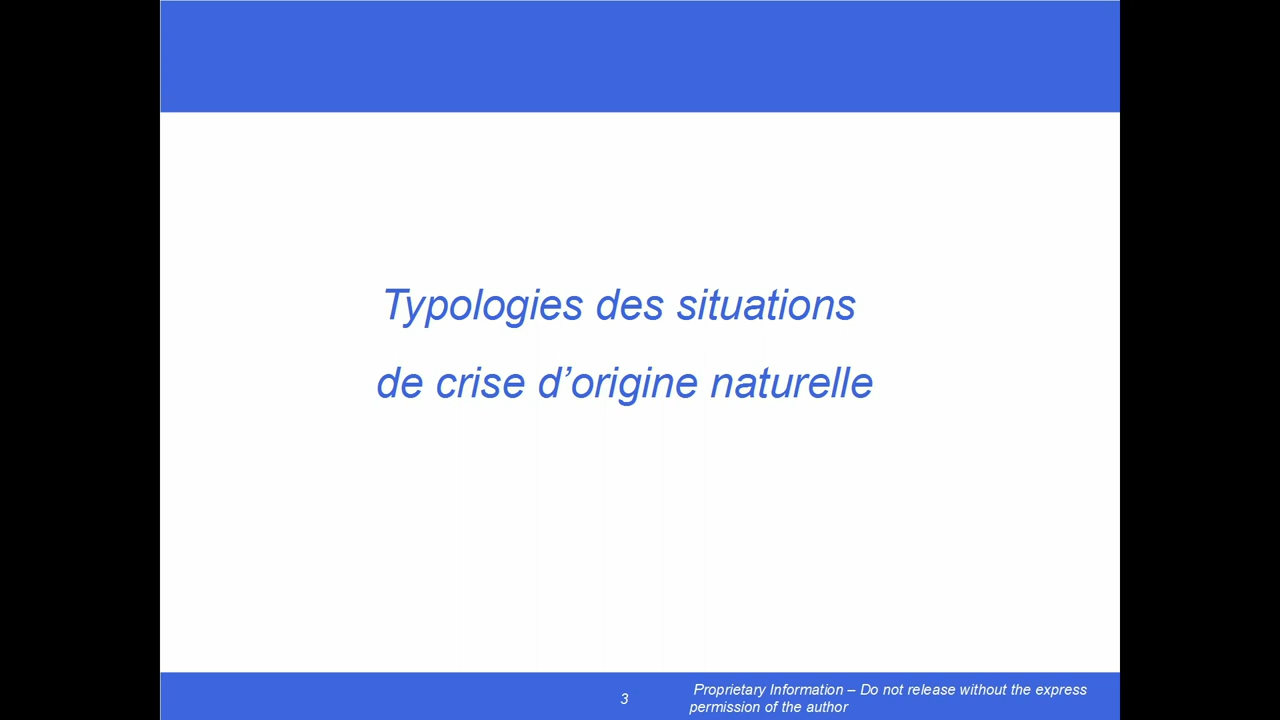 Typologies des situations
de crise d’origine naturelle
3
Proprietary Information – Do not release without the express
permission of the author